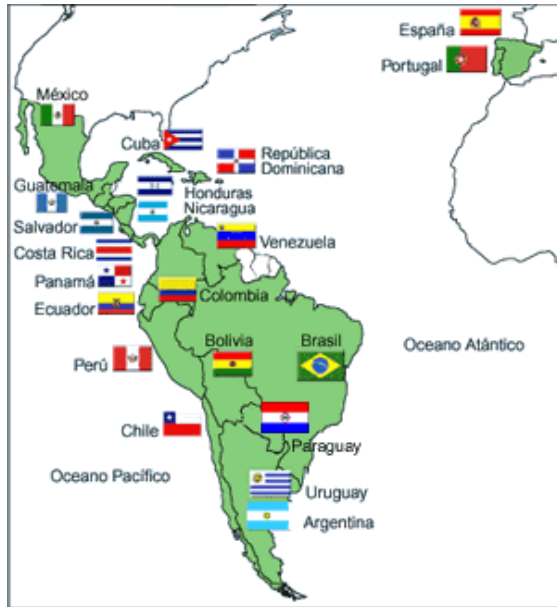 España
Portugal
México
Cuba
República
Dominicana
Guatemala
Honduras
Nicaragua
Salvador
Costa Rica
Venezuela
Panamá
Colombia
Ecuador
Bolivia
Brasil
Oceano Atántico
Perú
Chile
Paraguay
Oceano Pacífico
Uruguay
Argentina